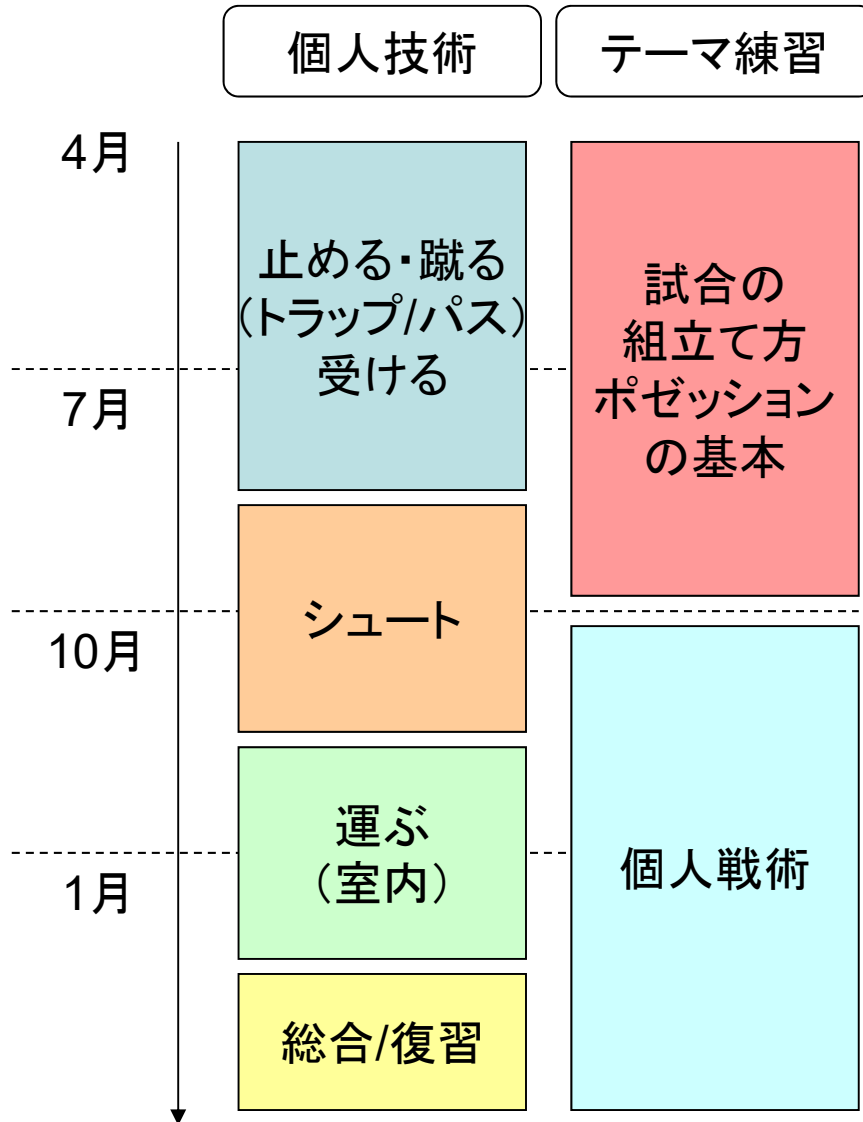 個人技術
テーマ練習
4月
止める・蹴る
（トラップ/パス）
受ける
試合の
組立て方
ポゼッション
の基本
7月
シュート
10月
運ぶ
（室内）
個人戦術
1月
総合/復習